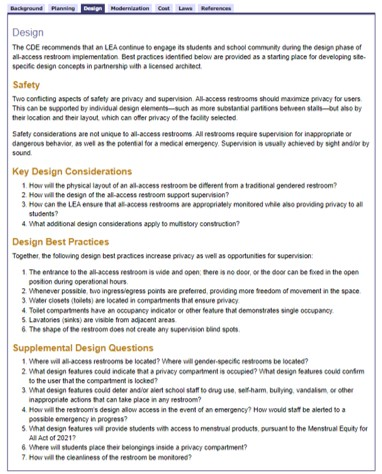 Background Planning Design Modernization Cost Laws References
Design
The CDE recommends that an LEA continue to engage its students and school community during the design phase of
all-access restroom implementation. Best practices identified below are provided as a starting place for developing site-
specific design concepts in partnership with a licensed architect.
Safety
Two conflicting aspects of safety are privacy and supervision. All-access restrooms should maximize privacy for users.
This can be supported by individual design elements—such as more substantial partitions between stalls—but also by
their location and their layout, which can offer privacy of the facility selected.
Safety considerations are not unique to all-access restrooms. All restrooms require supervision for inappropriate or
dangerous behavior, as well as the potential for a medical emergency. Supervision is usually achieved by sight and/or by
sound.
Key Design Considerations
1. How will the physical layout of an all-access restroom be different from a traditional gendered restroom?
2. How will the design of the all-access restroom support supervision?
3. How can the LEA ensure that all-access restrooms are appropriately monitored while also providing privacy to all
students?
4. What additional design considerations apply to multistory construction?
Design Best Practices
Together, the following design best practices increase privacy as well as opportunities for supervision:
1. The entrance to the all-access restroom is wide and open; there is no door, or the door can be fixed in the open
position during operational hours.
2. Whenever possible, two ingress/egress points are preferred, providing more freedom of movement in the space.
3. Water closets (toilets) are located in compartments that ensure privacy.
4. Toilet compartments have an occupancy indicator or other feature that demonstrates single occupancy.
5. Lavatories (sinks) are visible from adjacent areas.
6. The shape of the restroom does not create any supervision blind spots.
Supplemental Design Questions
1. Where will all-access restrooms be located? Where will gender-specific restrooms be located?
2. What design features could indicate that a privacy compartment is occupied? What design features could confirm
to the user that the compartment is locked?
3. What design features could deter and/or alert school staff to drug use, self-harm, bullying, vandalism, or other
inappropriate actions that can take place in any restroom?
4. How will the restroom's design allow access in the event of an emergency? How would staff be alerted to a
possible emergency in progress?
5. What design features will provide students with access to menstrual products, pursuant to the Menstrual Equity for
All Act of 2021?
6. Where will students place their belongings inside a privacy compartment?
7. How will the cleanliness of the restroom be monitored?